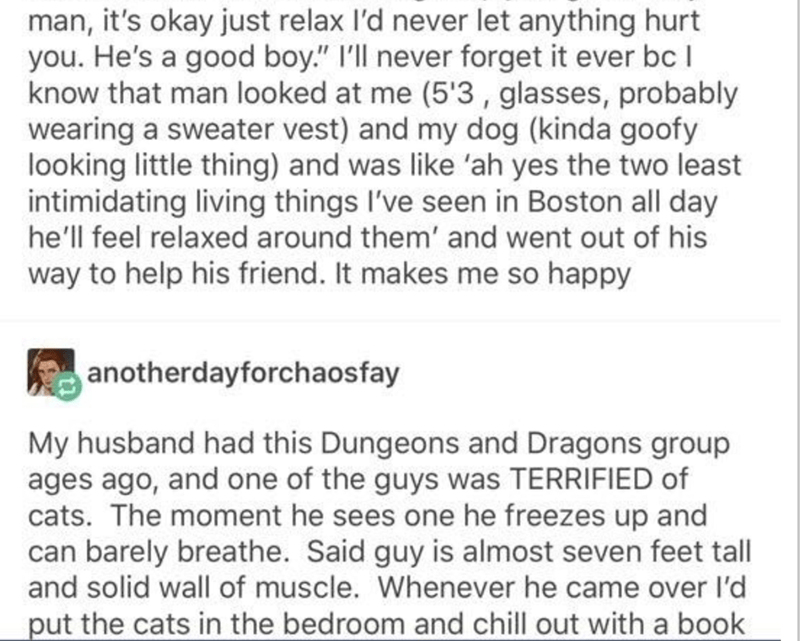 man, it's okay just relax I'd never let anything hurt
you. He's a good boy." I'll never forget it ever bc I
know that man looked at me (5'3 , glasses, probably
wearing a sweater vest) and my dog (kinda goofy
looking little thing) and was like 'ah yes the two least
intimidating living things I've seen in Boston all day
he'll feel relaxed around them' and went out of his
way to help his friend. It makes me so happy
anotherdayforchaosfay
My husband had this Dungeons and Dragons group
ages ago, and one of the guys was TERRIFIED of
cats.  The moment he sees one he freezes up and
can barely breathe.  Said guy is almost seven feet tall
and solid wall of muscle.  Whenever he came over I'd
put the cats in the bedroom and chill out with a book